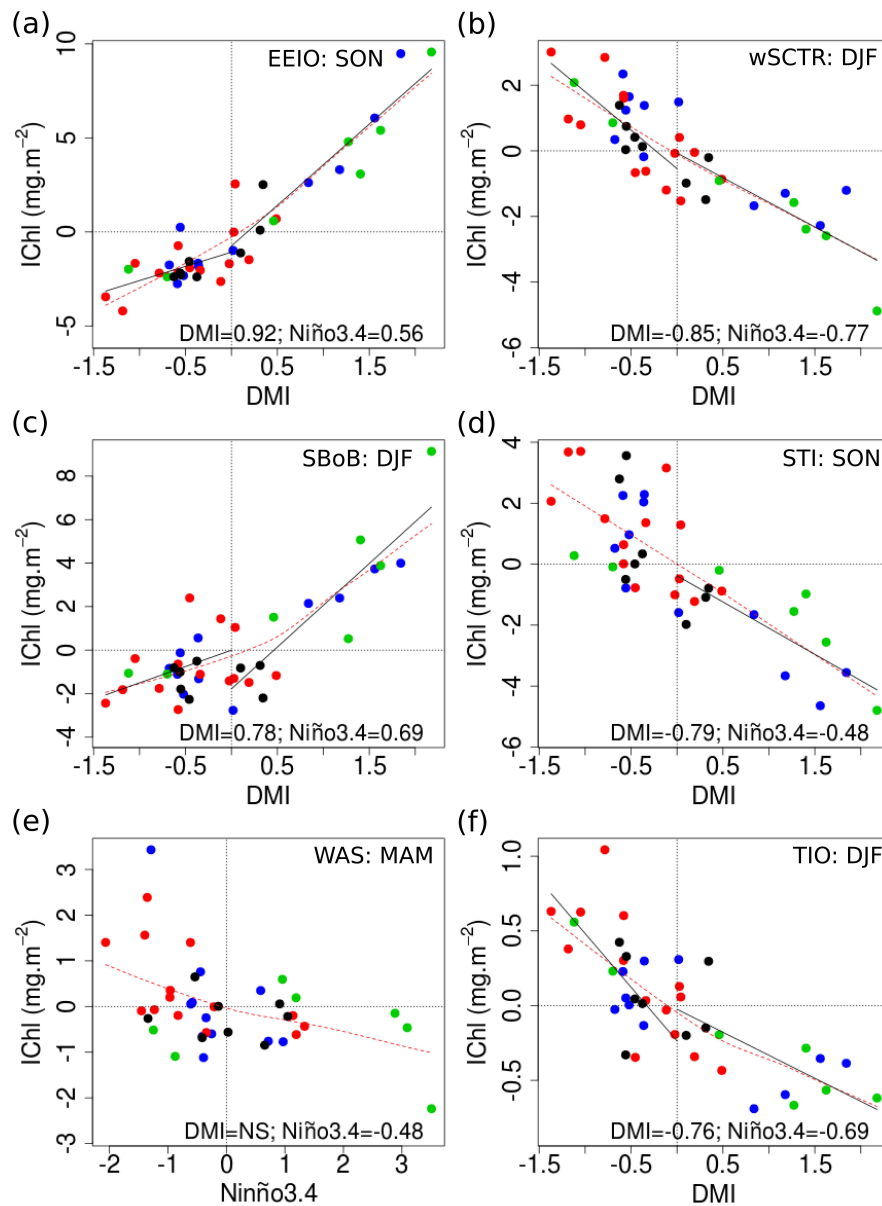 (a)
EEIO: SON
IChl (mg.m⁻²)
10
5
0
-5
-1.5
-0.5
0.5
1.5
DMI=0.92; Niño3.4=0.56
DMI
(b)
wSCTR: DJF
IChl (mg.m⁻²)
2
0
-2
-4
-6
-1.5
-0.5
0.5
1.5
DMI=-0.85; Niño3.4=-0.77
DMI
(c)
SBoB: DJF
IChl (mg.m⁻²)
8
6
4
2
0
-2
-4
-1.5
-0.5
0.5
1.5
DMI=0.78; Niño3.4=0.69
DMI
(d)
STI: SON
IChl (mg.m⁻²)
4
2
0
-2
-4
-6
-1.5
-0.5
0.5
1.5
DMI=-0.79; Niño3.4=-0.48
DMI
(e)
WAS: MAM
IChl (mg.m⁻²)
3
2
1
0
-1
-2
-3
-2
-1
0
1
2
3
DMI=NS; Niño3.4=-0.48
Ninño3.4
(f)
TIO: DJF
IChl (mg.m⁻²)
1.0
0.5
0.0
-0.5
-1.5
-0.5
0.5
1.5
DMI=-0.76; Niño3.4=-0.69
DMI